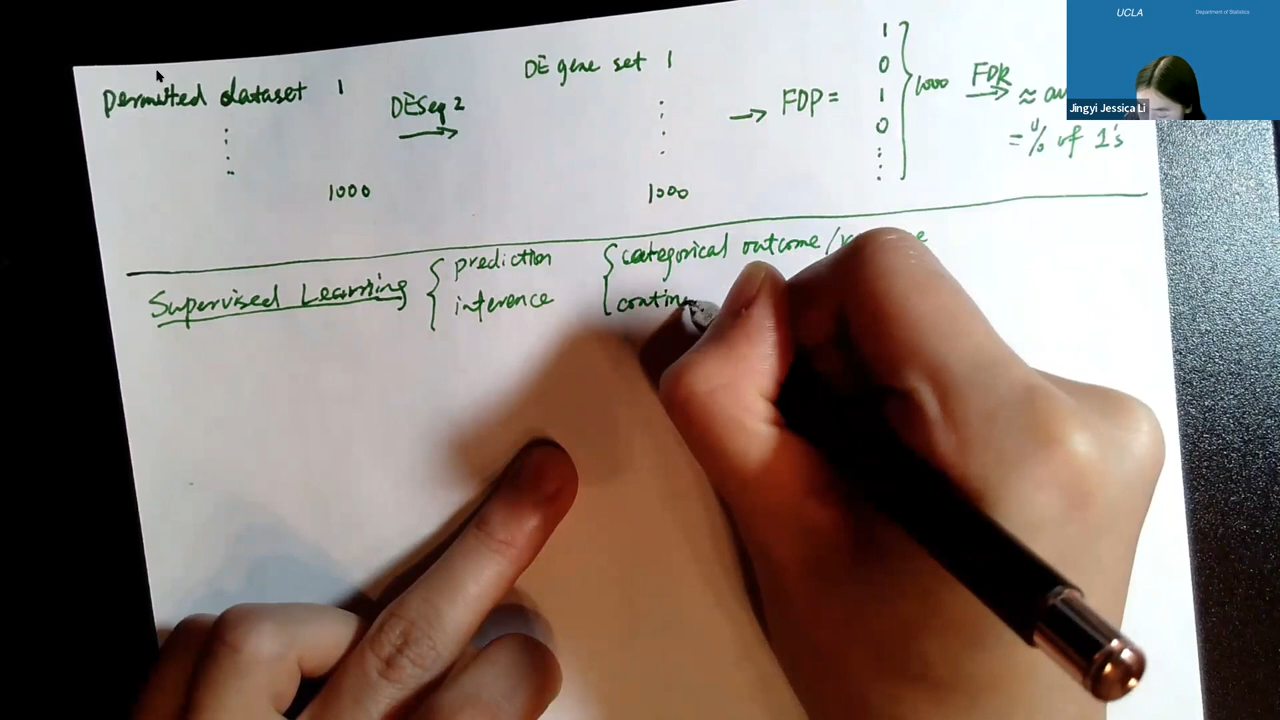 UCLA
Department of Statistics
Jingyi Jessica Li
Permuted dataset 1
DESeq2
DE gene set 1
→ FDP =
1
0
1
0
1000
FDR
≈
= % of 1's
1000
1000
Supervised Learning
prediction
inference
categorical outcome/
contin